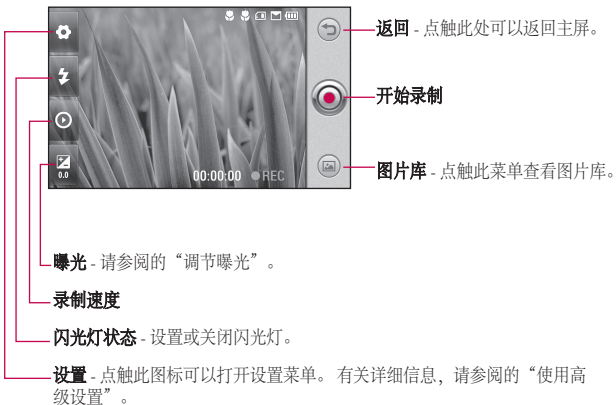 返回 - 点触此处可以返回主屏。
开始录制
00:00:00 REC
0.0
图片库 - 点触此菜单查看图片库。
曝光 - 请参阅的“调节曝光”。
录制速度
闪光灯状态 - 设置或关闭闪光灯。
设置 - 点触此图标可以打开设置菜单。 有关详细信息，请参阅的“使用高
级设置”。